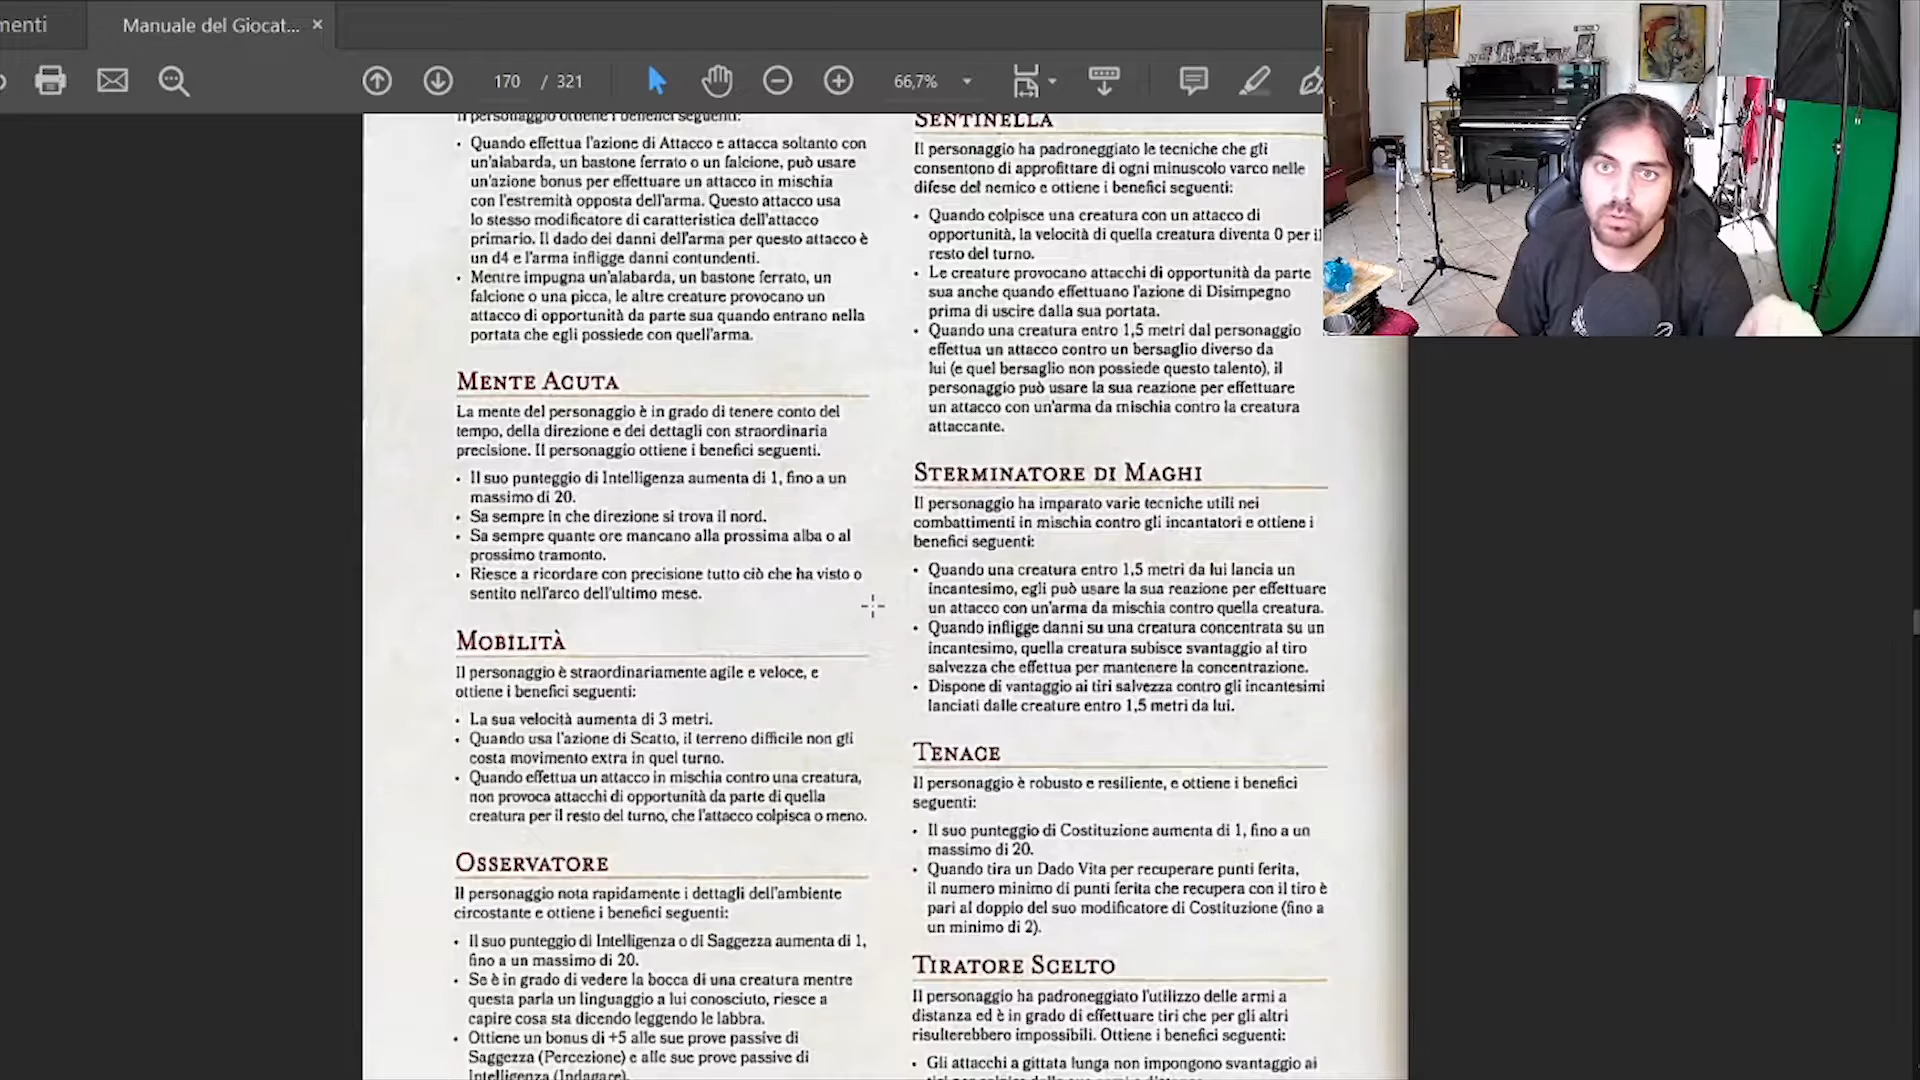 menti
Manuale del Giocat...
170 / 321
66,7%
Il personaggio ottiene i benefici seguenti:
• Quando effettua l'azione di Attacco e attacca soltanto con
un'alabarda, un bastone ferrato o un falcione, può usare
un'azione bonus per effettuare un attacco in mischia
con l'estremità opposta dell'arma. Questo attacco usa
lo stesso modificatore di caratteristica dell'attacco
primario. Il dado dei danni dell'arma per questo attacco è
un d4 e l'arma infligge danni contundenti.
• Mentre impugna un'alabarda, un bastone ferrato, un
falcione o una picca, le altre creature provocano un
attacco di opportunità da parte sua quando entrano nella
portata che egli possiede con quell'arma.
MENTE ACUTA
La mente del personaggio è in grado di tenere conto del
tempo, della direzione e dei dettagli con straordinaria
precisione. Il personaggio ottiene i benefici seguenti.
• Il suo punteggio di Intelligenza aumenta di 1, fino a un
massimo di 20.
• Sa sempre in che direzione si trova il nord.
• Sa sempre quante ore mancano alla prossima alba o al
prossimo tramonto.
• Riesce a ricordare con precisione tutto ciò che ha visto o
sentito nell'arco dell'ultimo mese.
MOBILITÀ
Il personaggio è straordinariamente agile e veloce, e
ottiene i benefici seguenti:
• La sua velocità aumenta di 3 metri.
• Quando usa l'azione di Scatto, il terreno difficile non gli
costa movimento extra in quel turno.
• Quando effettua un attacco in mischia contro una creatura,
non provoca attacchi di opportunità da parte di quella
creatura per il resto del turno, che l'attacco colpisca o meno.
OSSERVATORE
Il personaggio nota rapidamente i dettagli dell'ambiente
circostante e ottiene i benefici seguenti:
• Il suo punteggio di Intelligenza o di Saggezza aumenta di 1,
fino a un massimo di 20.
• Se è in grado di vedere la bocca di una creatura mentre
questa parla un linguaggio a lui conosciuto, riesce a
capire cosa sta dicendo leggendo le labbra.
• Ottiene un bonus di +5 alle sue prove passive di
Saggezza (Percezione) e alle sue prove passive di
Intelligenza (Indagare).
SENTINELLA
Il personaggio ha padroneggiato le tecniche che gli
consentono di approfittare di ogni minuscolo varco nelle
difese del nemico e ottiene i benefici seguenti:
• Quando colpisce una creatura con un attacco di
opportunità, la velocità di quella creatura diventa 0 per il
resto del turno.
• Le creature provocano attacchi di opportunità da parte
sua anche quando effettuano l'azione di Disimpegno
prima di uscire dalla sua portata.
• Quando una creatura entro 1,5 metri dal personaggio
effettua un attacco contro un bersaglio diverso da
lui (e quel bersaglio non possiede questo talento), il
personaggio può usare la sua reazione per effettuare
un attacco con un'arma da mischia contro la creatura
attaccante.
STERMINATORE DI MAGHI
Il personaggio ha imparato varie tecniche utili nei
combattimenti in mischia contro gli incantatori e ottiene i
benefici seguenti:
• Quando una creatura entro 1,5 metri da lui lancia un
incantesimo, egli può usare la sua reazione per effettuare
un attacco con un'arma da mischia contro quella creatura.
• Quando infligge danni su una creatura concentrata su un
incantesimo, quella creatura subisce svantaggio al tiro
salvezza che effettua per mantenere la concentrazione.
• Dispone di vantaggio ai tiri salvezza contro gli incantesimi
lanciati dalle creature entro 1,5 metri da lui.
TENACE
Il personaggio è robusto e resiliente, e ottiene i benefici
seguenti:
• Il suo punteggio di Costituzione aumenta di 1, fino a un
massimo di 20.
• Quando tira un Dado Vita per recuperare punti ferita,
il numero minimo di punti ferita che recupera con il tiro è
pari al doppio del suo modificatore di Costituzione (fino a
un minimo di 2).
TIRATORE SCELTO
Il personaggio ha padroneggiato l'utilizzo delle armi a
distanza ed è in grado di effettuare tiri che per gli altri
risulterebbero impossibili. Ottiene i benefici seguenti:
• Gli attacchi a gittata lunga non impongono svantaggio ai